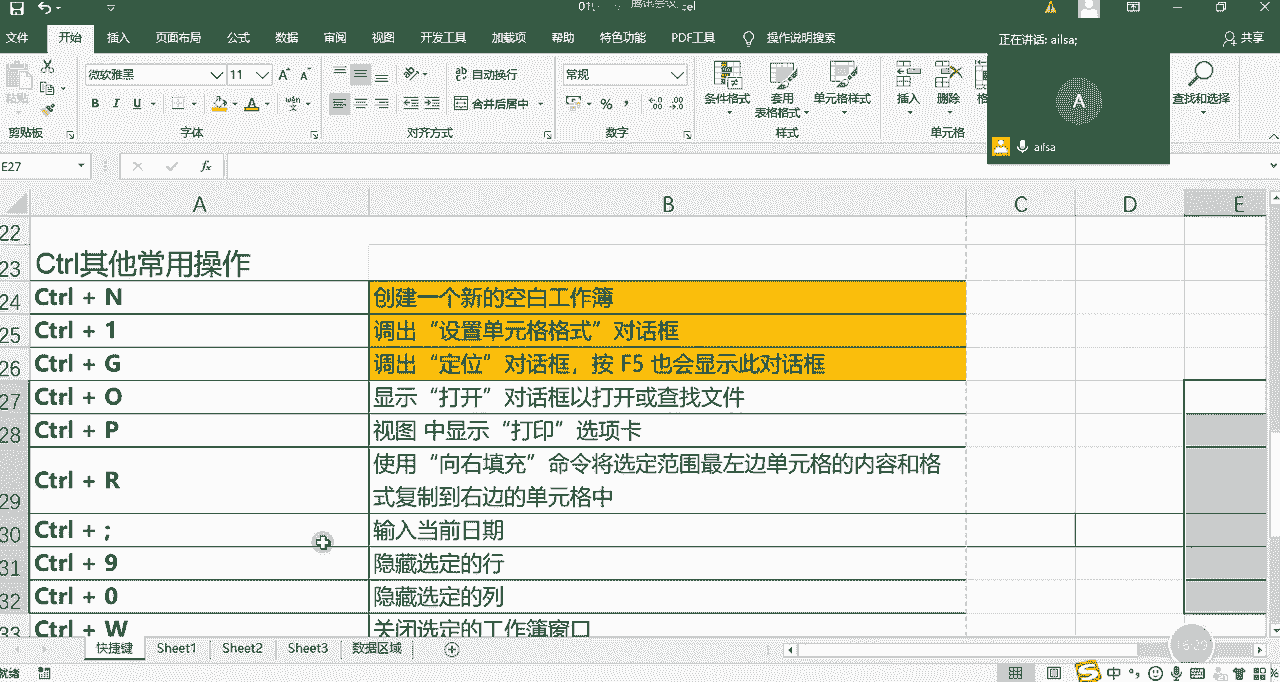 腾讯会议
文件 开始 插入 页面布局 公式 数据 审阅 视图 开发工具 加载项 帮助 特色功能 PDF工具 操作说明搜索 正在讲话: ailsa; 共享
微软雅黑 11 自动换行 常规
粘贴 B I U 合并后居中 % 条件格式 套用 表格格式 单元格样式 插入 删除 查找和选择
剪贴板 字体 对齐方式 数字 样式 单元格
A
ailsa
E27 fx
A B C D E
22
23 Ctrl其他常用操作
24 Ctrl + N 创建一个新的空白工作簿
25 Ctrl + 1 调出“设置单元格格式”对话框
26 Ctrl + G 调出“定位”对话框，按 F5 也会显示此对话框
27 Ctrl + O 显示“打开”对话框以打开或查找文件
28 Ctrl + P 视图 中显示“打印”选项卡
29 Ctrl + R 使用“向右填充”命令将选定范围最左边单元格的内容和格
式复制到右边的单元格中
30 Ctrl + ; 输入当前日期
31 Ctrl + 9 隐藏选定的行
32 Ctrl + 0 隐藏选定的列
33 Ctrl + W 关闭选定的工作簿窗口
快捷键 Sheet1 Sheet2 Sheet3 数据区域
16:29
就绪 中